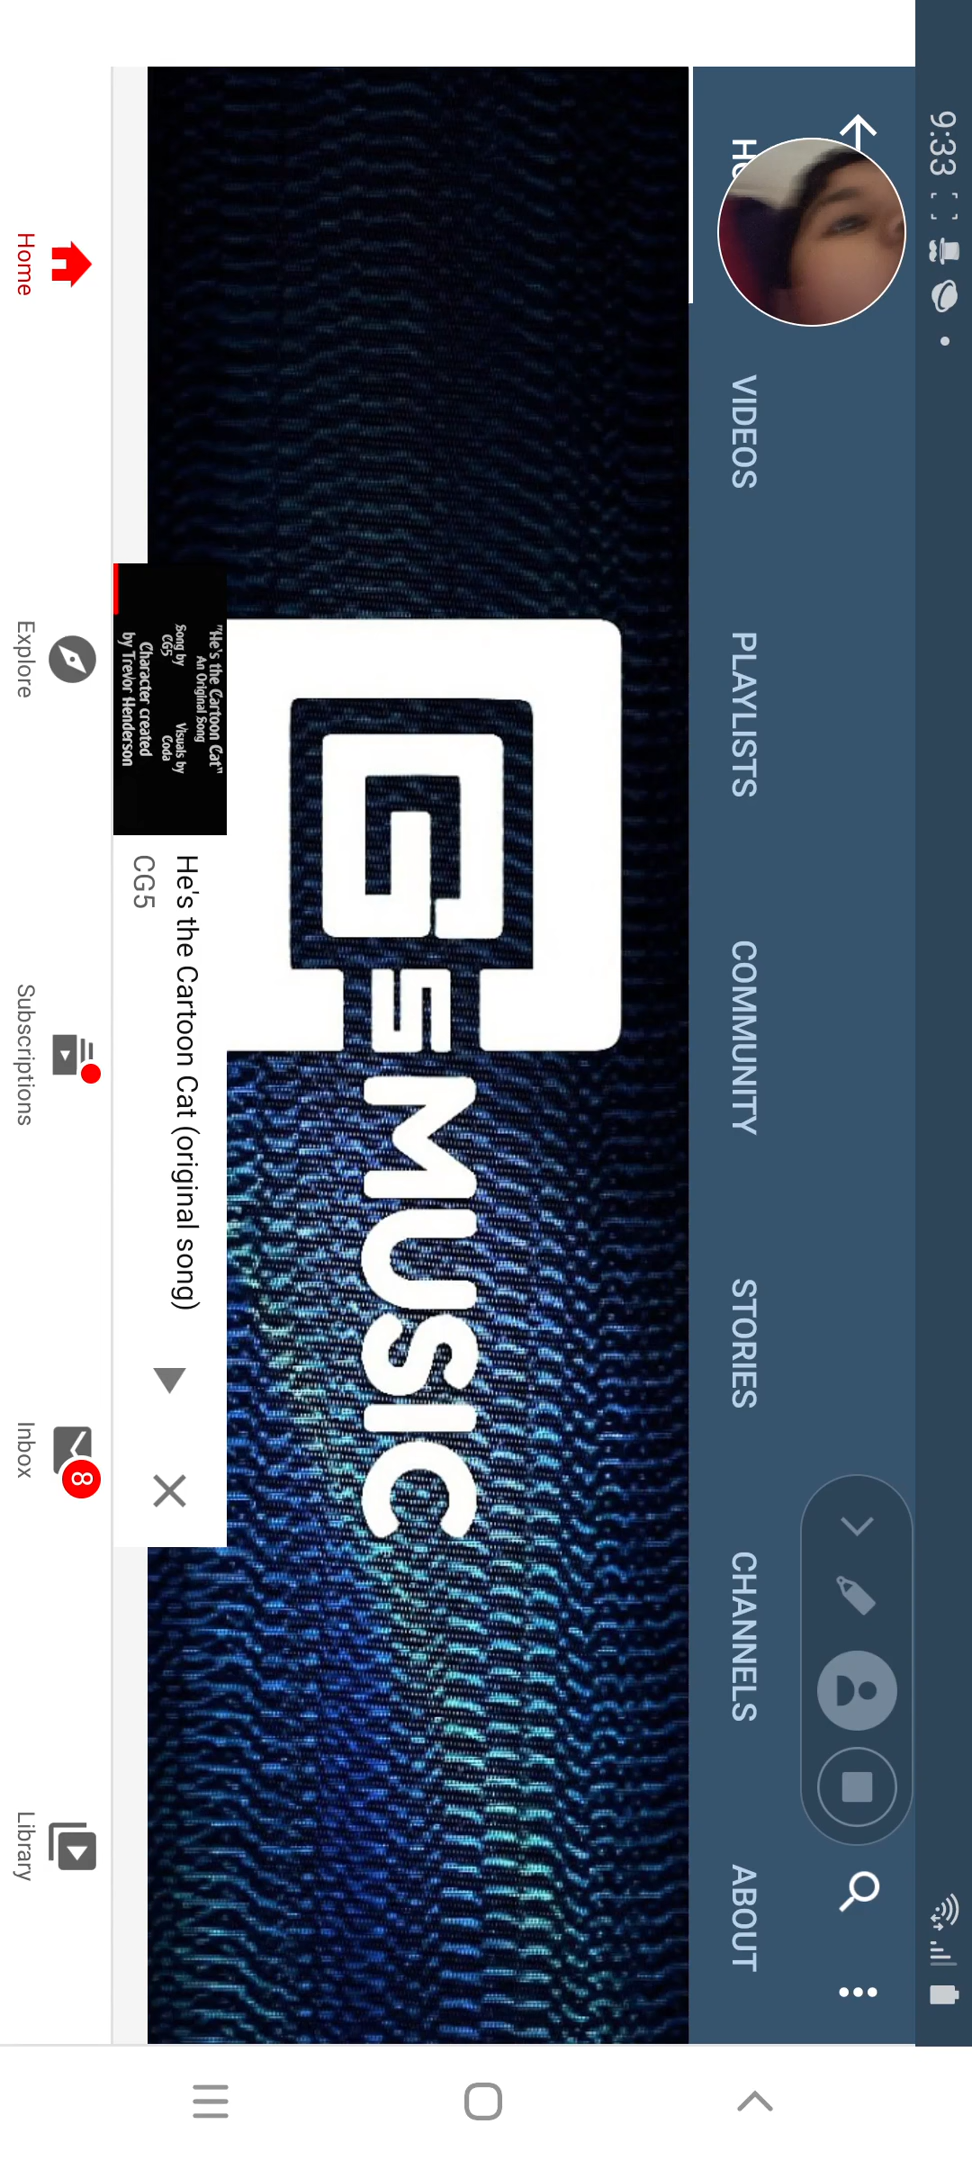 9:33
HO
VIDEOS
PLAYLISTS
COMMUNITY
STORIES
CHANNELS
ABOUT
CG5 MUSIC
"He's the Cartoon Cat"
An Original Song
Song by
CG5
Visuals by
Coda
Character created
by Trevor Henderson
He's the Cartoon Cat (original song)
CG5
Home
Explore
Subscriptions
8
Inbox
Library